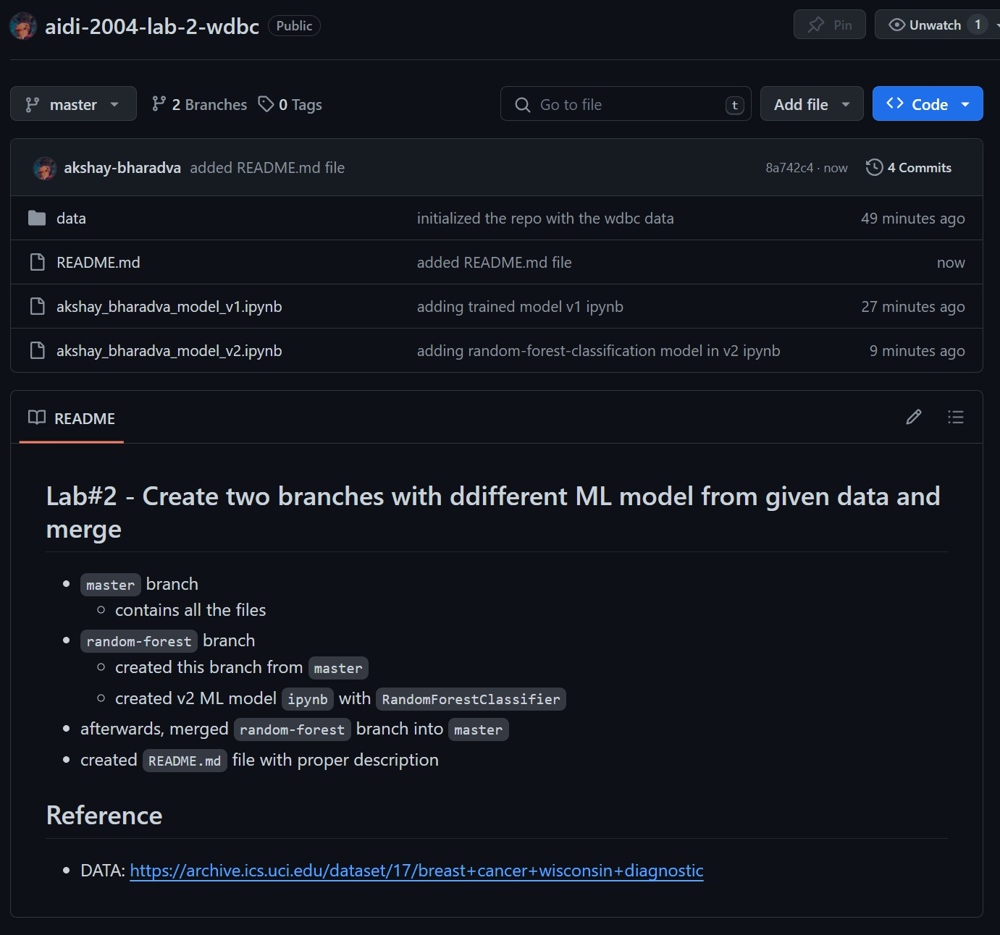 aidi-2004-lab-2-wdbc Public Pin Unwatch 1
master 2 Branches 0 Tags Go to file t Add file Code
akshay-bharadva added README.md file 8a742c4 · now 4 Commits
data initialized the repo with the wdbc data 49 minutes ago
README.md added README.md file now
akshay_bharadva_model_v1.ipynb adding trained model v1 ipynb 27 minutes ago
akshay_bharadva_model_v2.ipynb adding random-forest-classification model in v2 ipynb 9 minutes ago
README
Lab#2 - Create two branches with ddifferent ML model from given data and
merge
master branch
contains all the files
random-forest branch
created this branch from master
created v2 ML model ipynb with RandomForestClassifier
afterwards, merged random-forest branch into master
created README.md file with proper description
Reference
DATA: https://archive.ics.uci.edu/dataset/17/breast+cancer+wisconsin+diagnostic